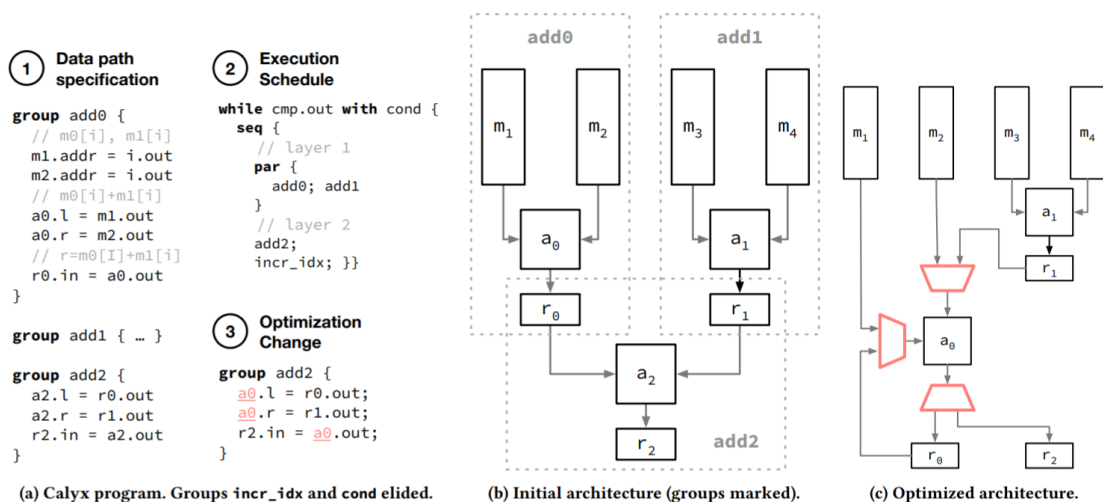 1 Data path
specification
group add0 {
// m0[i], m1[i]
m1.addr = i.out
m2.addr = i.out
// m0[i]+m1[i]
a0.l = m1.out
a0.r = m2.out
// r=m0[I]+m1[i]
r0.in = a0.out
}
group add1 { … }
group add2 {
a2.l = r0.out
a2.r = r1.out
r2.in = a2.out
}
2 Execution
Schedule
while cmp.out with cond {
seq {
// layer 1
par {
add0; add1
}
// layer 2
add2;
incr_idx; }}
3 Optimization
Change
group add2 {
a0.l = r0.out;
a0.r = r1.out;
r2.in = a0.out;
}
(a) Calyx program. Groups incr_idx and cond elided.
add0 add1
m1 m2 m3 m4
a0 a1
r0 r1
a2
r2
add2
(b) Initial architecture (groups marked).
m1 m2 m3 m4
a1
r1
a0
r0 r2
(c) Optimized architecture.